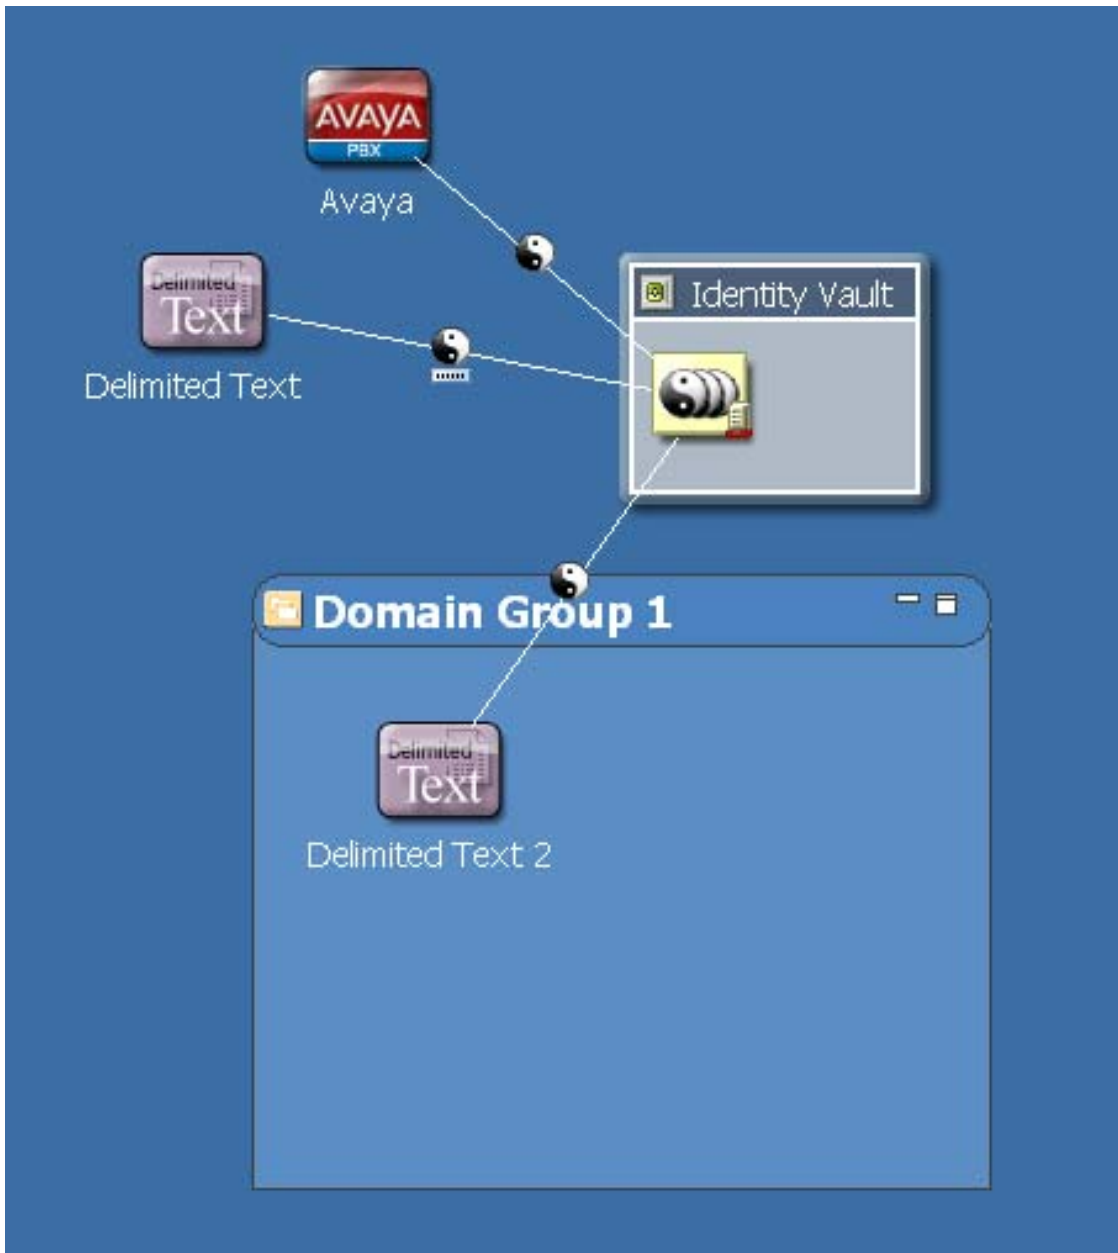 AVAYA
PBX
Avaya
Delimited
Text
Delimited Text
Identity Vault
Domain Group 1
Delimited
Text
Delimited Text 2